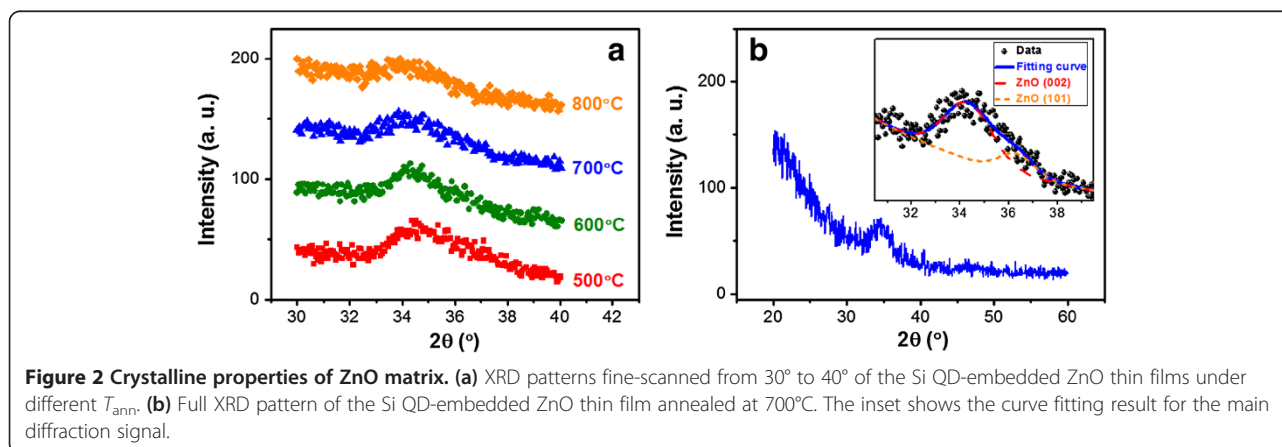 a
200
100
0
Intensity (a. u.)
800°C
700°C
600°C
500°C
30 32 34 36 38 40 42
2θ (°)
b
200
100
0
Intensity (a. u.)
20 30 40 50 60
2θ (°)
Data
Fitting curve
ZnO (002)
ZnO (101)
32 34 36 38
Figure 2 Crystalline properties of ZnO matrix. (a) XRD patterns fine-scanned from 30° to 40° of the Si QD-embedded ZnO thin films under
different Tann. (b) Full XRD pattern of the Si QD-embedded ZnO thin film annealed at 700°C. The inset shows the curve fitting result for the main
diffraction signal.